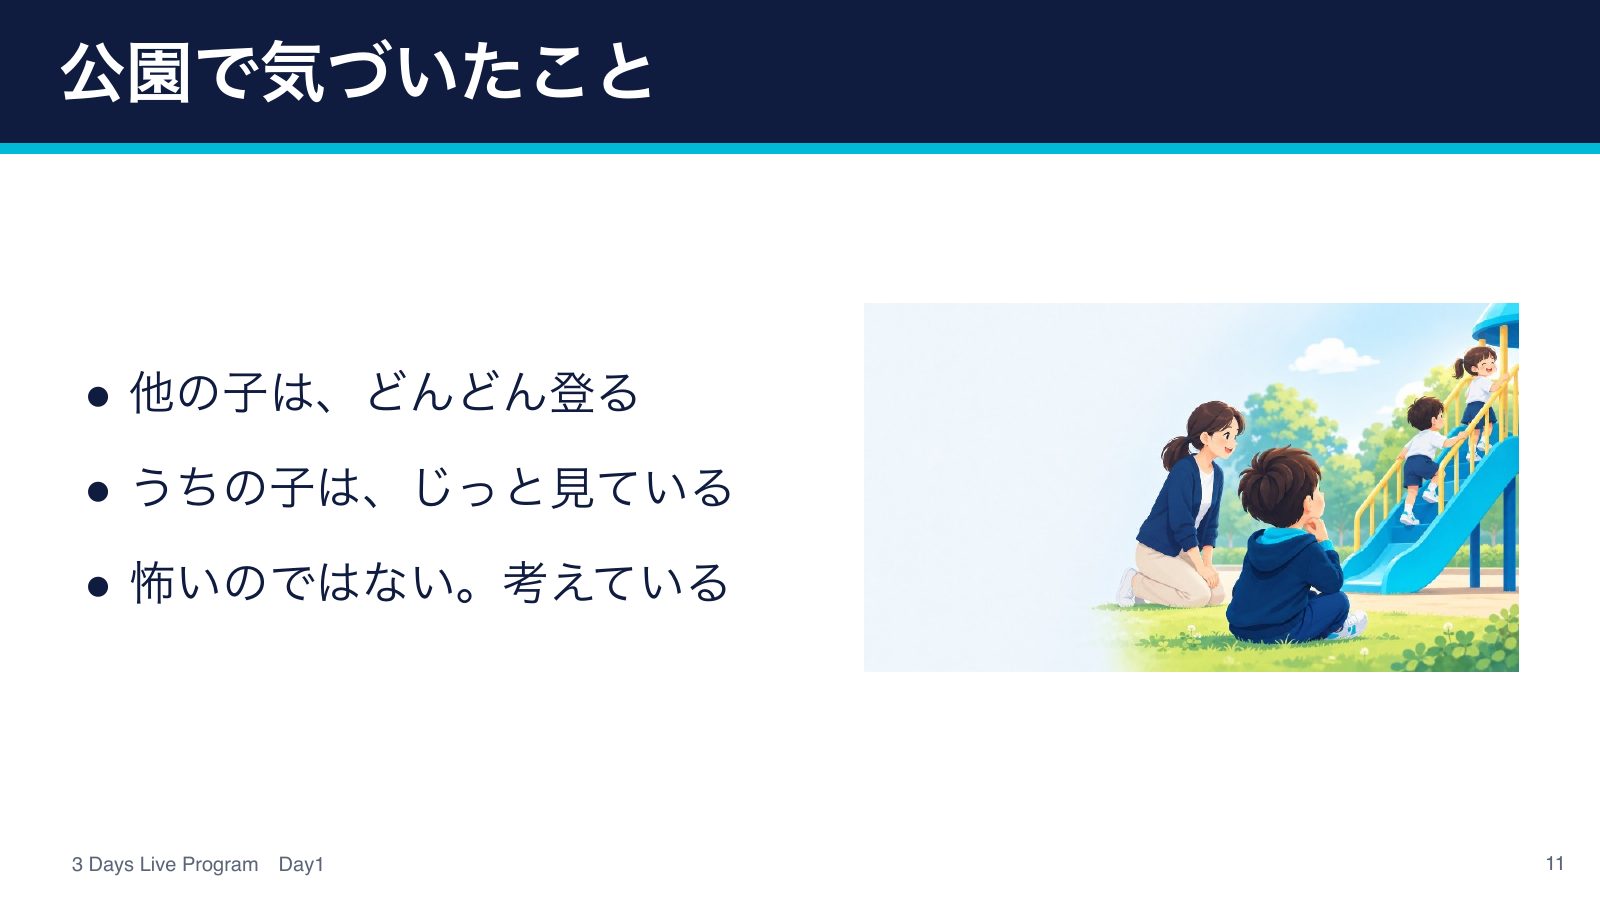 公園で気づいたこと
● 他の子は、どんどん登る
● うちの子は、じっと見ている
● 怖いのではない。考えている
3 Days Live Program　Day1
11